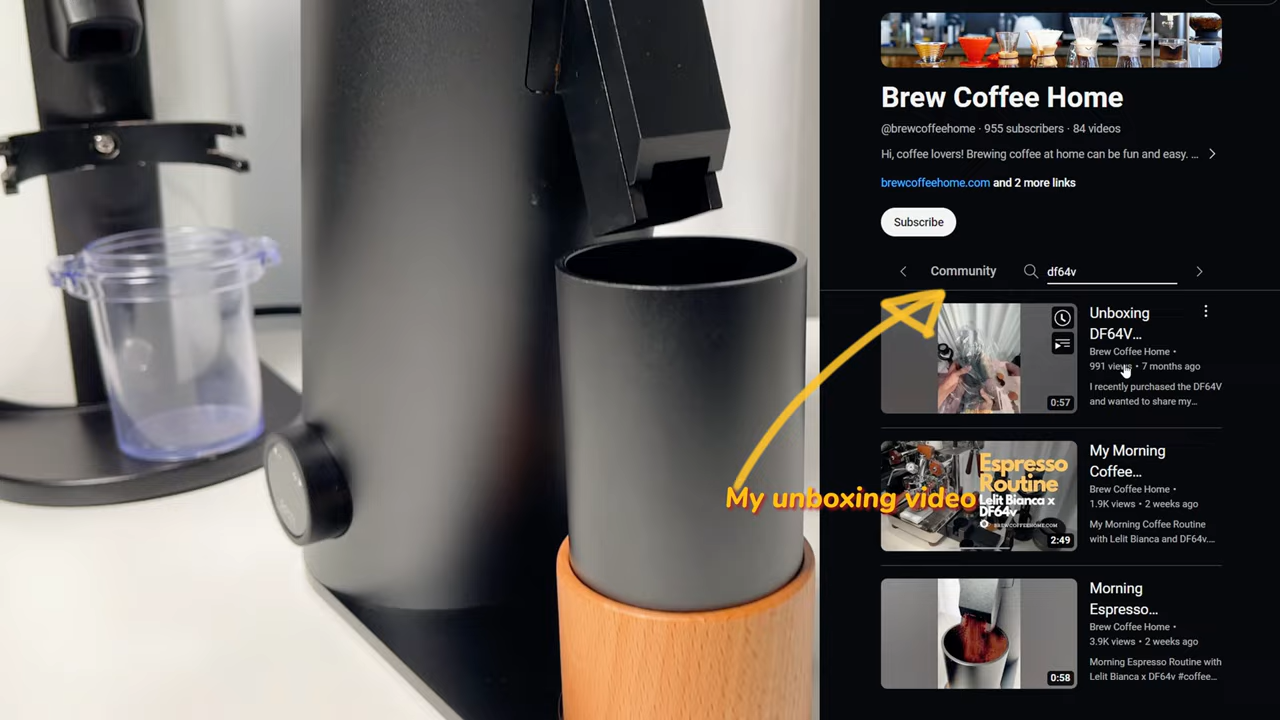 Brew Coffee Home
@brewcoffeehome · 955 subscribers · 84 videos
Hi, coffee lovers! Brewing coffee at home can be fun and easy. ...
brewcoffeehome.com and 2 more links
Subscribe
Community
df64v
Unboxing
DF64V...
Brew Coffee Home •
991 views • 7 months ago
I recently purchased the DF64V
and wanted to share my...
0:57
My unboxing video
My Morning
Coffee...
Brew Coffee Home •
1.9K views • 2 weeks ago
My Morning Coffee Routine
with Lelit Bianca and DF64v....
Espresso
Routine
Lelit Bianca x
DF64v
BREWCOFFEEHOME.COM
2:49
Morning
Espresso...
Brew Coffee Home •
3.9K views • 2 weeks ago
Morning Espresso Routine with
Lelit Bianca x DF64v #coffee...
0:58